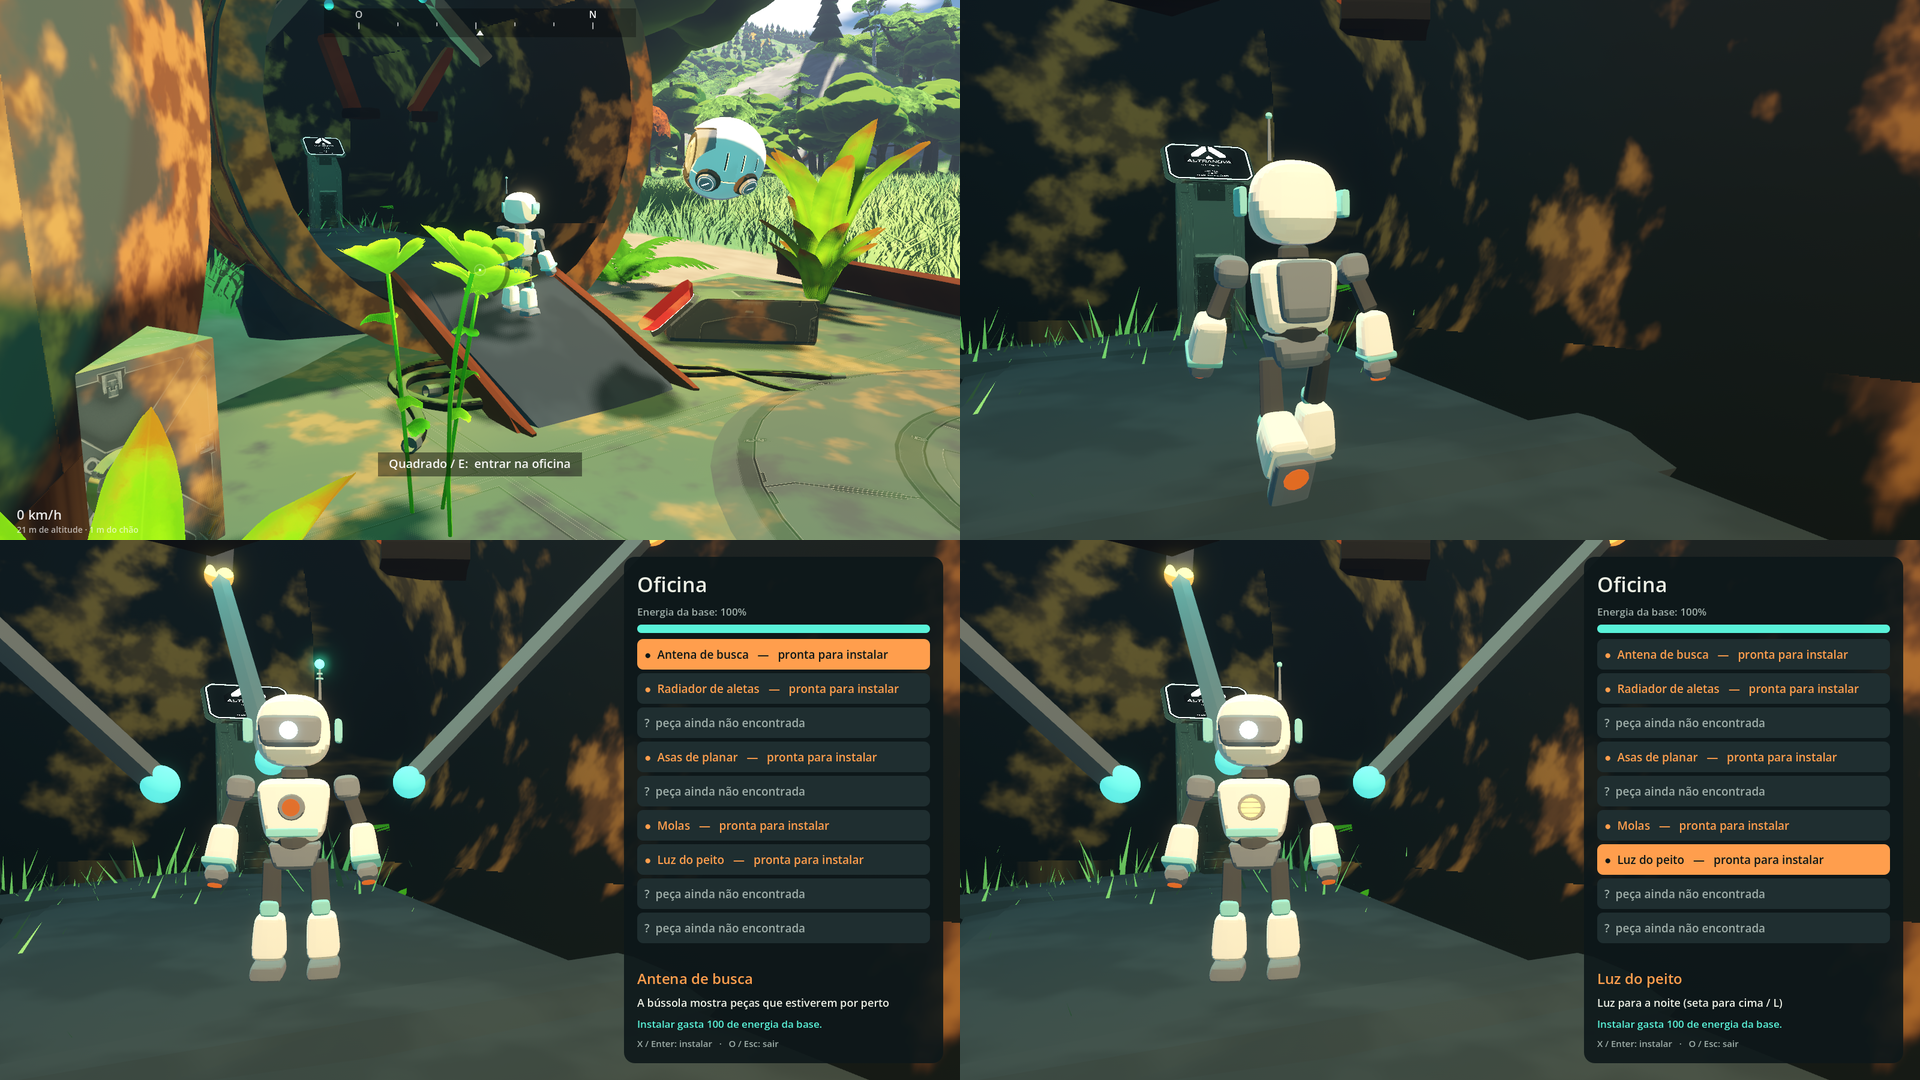 O
N
ALTRANOVA
Quadrado / E: entrar na oficina
0 km/h
21 m de altitude · 1 m do chão
ALTRANOVA
Oficina
Energia da base: 100%
● Antena de busca — pronta para instalar
● Radiador de aletas — pronta para instalar
? peça ainda não encontrada
● Asas de planar — pronta para instalar
? peça ainda não encontrada
● Molas — pronta para instalar
● Luz do peito — pronta para instalar
? peça ainda não encontrada
? peça ainda não encontrada
Antena de busca
A bússola mostra peças que estiverem por perto
Instalar gasta 100 de energia da base.
X / Enter: instalar · O / Esc: sair
Oficina
Energia da base: 100%
● Antena de busca — pronta para instalar
● Radiador de aletas — pronta para instalar
? peça ainda não encontrada
● Asas de planar — pronta para instalar
? peça ainda não encontrada
● Molas — pronta para instalar
● Luz do peito — pronta para instalar
? peça ainda não encontrada
? peça ainda não encontrada
Luz do peito
Luz para a noite (seta para cima / L)
Instalar gasta 100 de energia da base.
X / Enter: instalar · O / Esc: sair